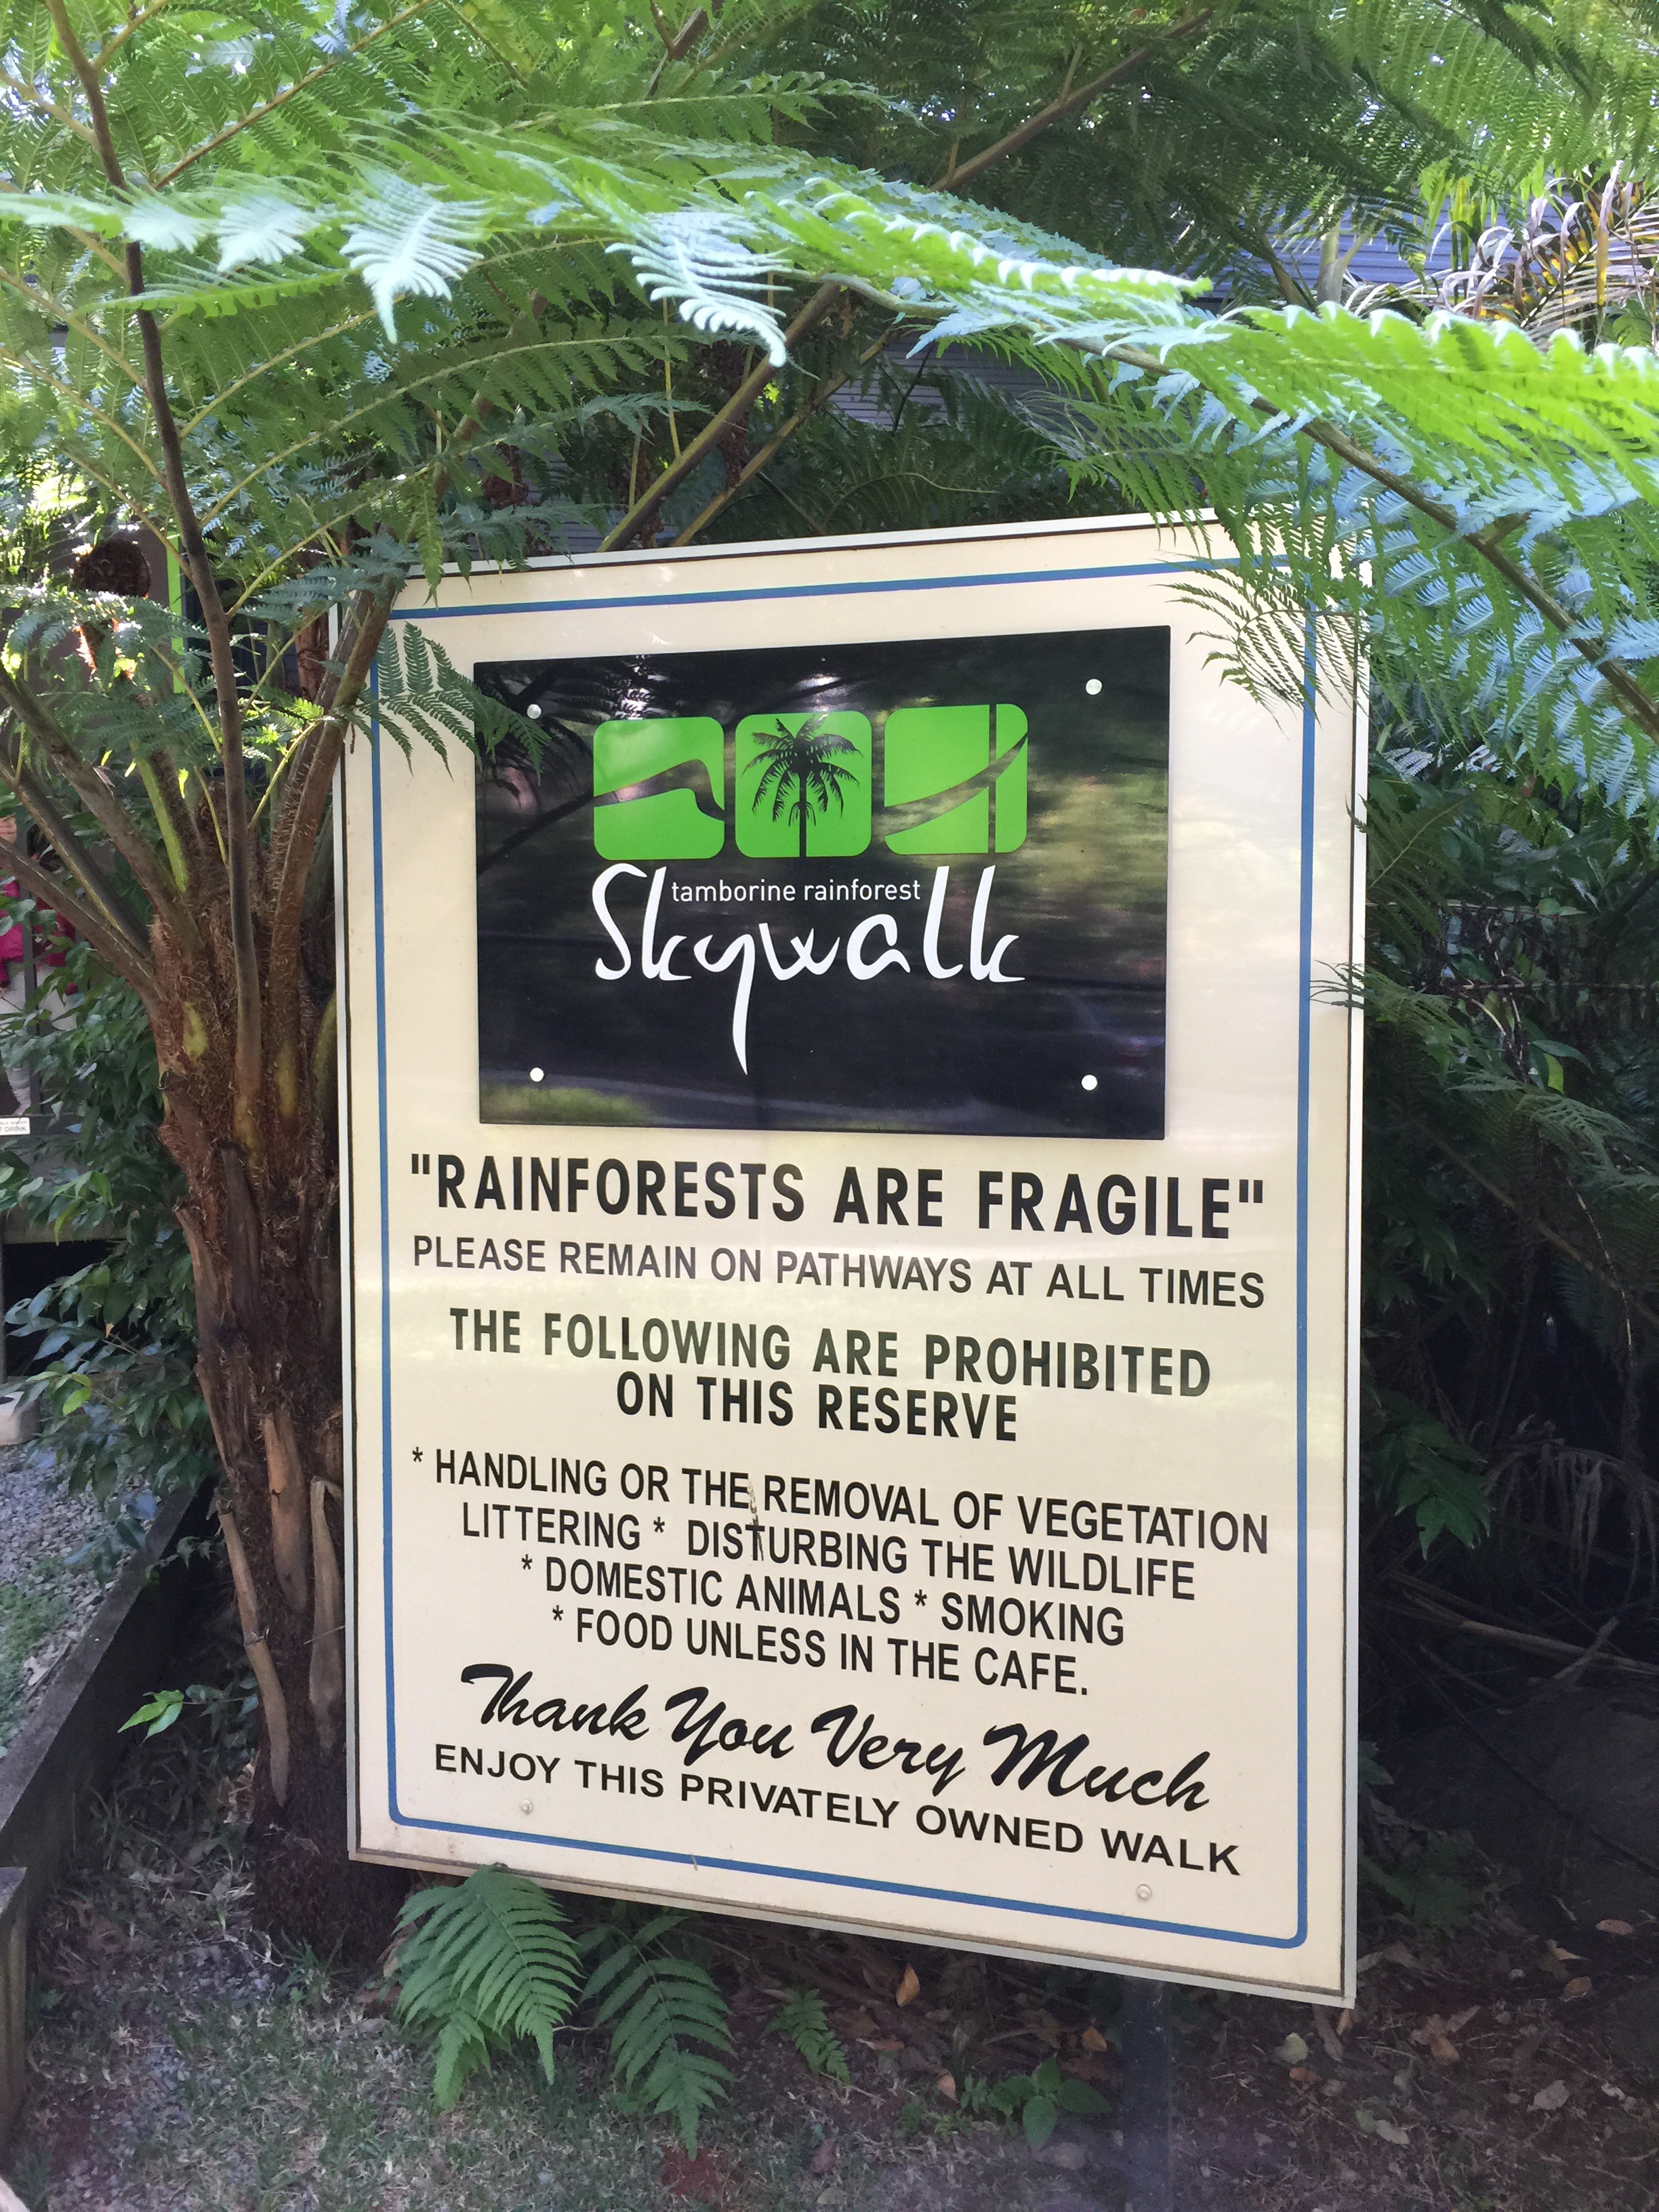 tamborine rainforest
Skywalk
"RAINFORESTS ARE FRAGILE"
PLEASE REMAIN ON PATHWAYS AT ALL TIMES
THE FOLLOWING ARE PROHIBITED
ON THIS RESERVE
* HANDLING OR THE REMOVAL OF VEGETATION
LITTERING * DISTURBING THE WILDLIFE
* DOMESTIC ANIMALS * SMOKING
* FOOD UNLESS IN THE CAFE.
Thank You Very Much
ENJOY THIS PRIVATELY OWNED WALK
DRINK